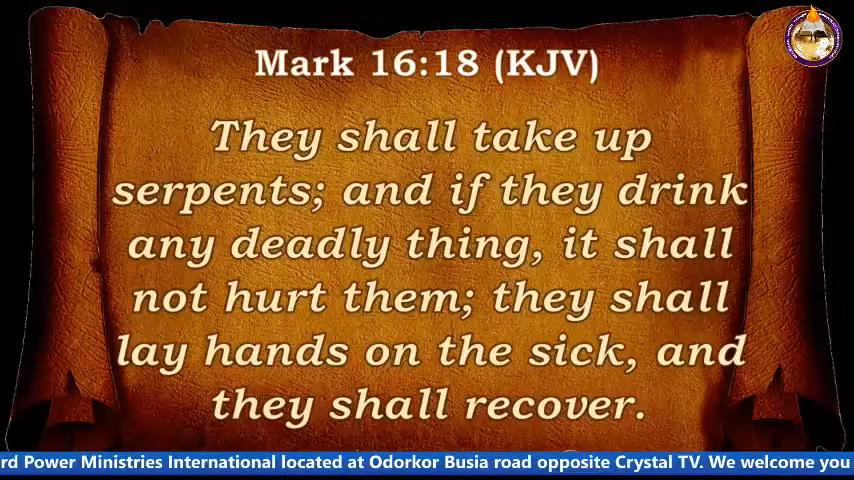 Mark 16:18 (KJV)
They shall take up
serpents; and if they drink
any deadly thing, it shall
not hurt them; they shall
lay hands on the sick, and
they shall recover.
rd Power Ministries International located at Odorkor Busia road opposite Crystal TV. We welcome you